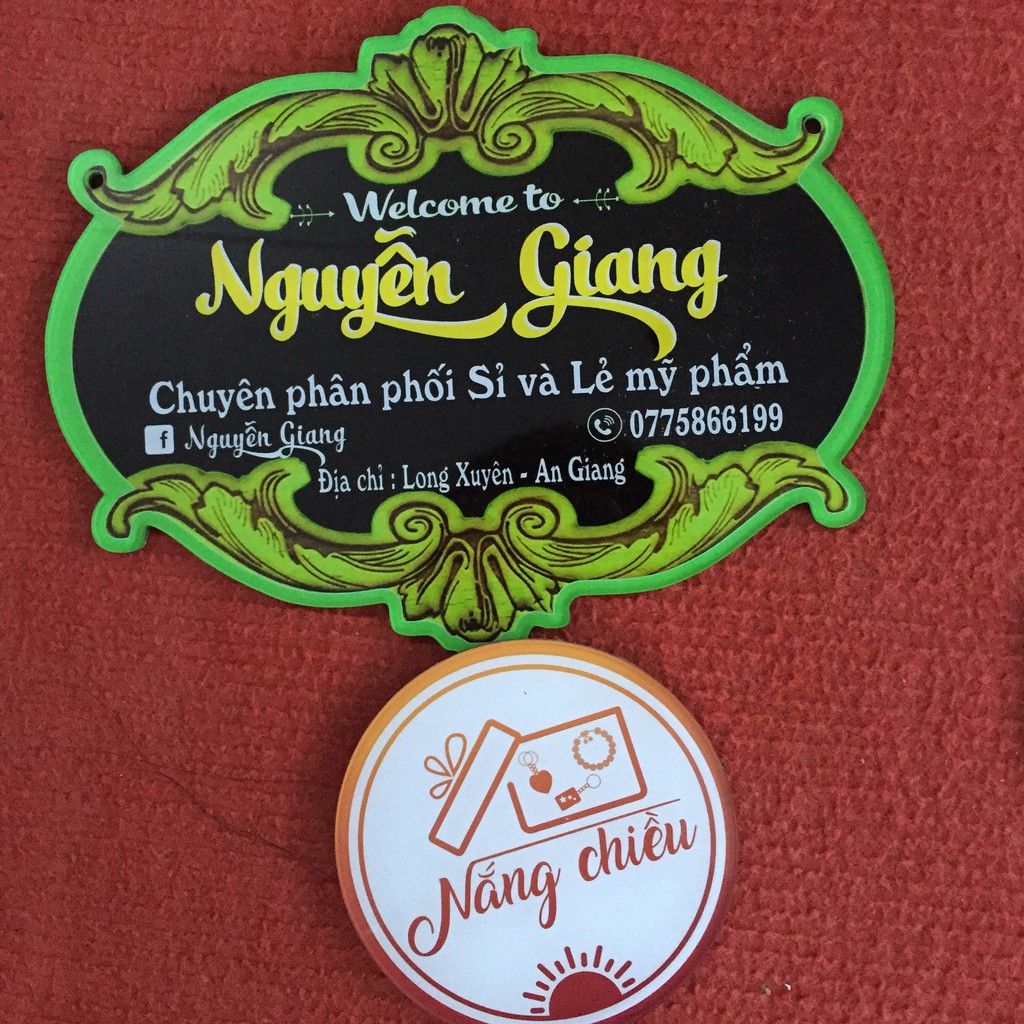 Welcome to
Nguyễn Giang
Chuyên phân phối Sỉ và Lẻ mỹ phẩm
f Nguyễn Giang 0775866199
Địa chỉ : Long Xuyên - An Giang
Nắng chiều